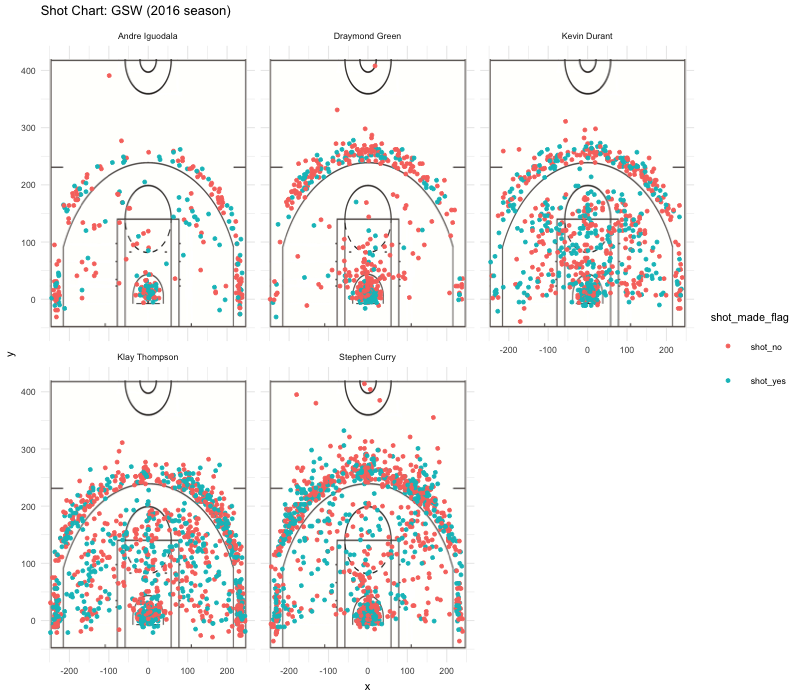 Shot Chart: GSW (2016 season)
Andre Iguodala
Draymond Green
Kevin Durant
400
300
200
100
0
-200 -100 0 100 200
shot_made_flag
shot_no
shot_yes
y
Klay Thompson
Stephen Curry
400
300
200
100
0
-200 -100 0 100 200
-200 -100 0 100 200
x